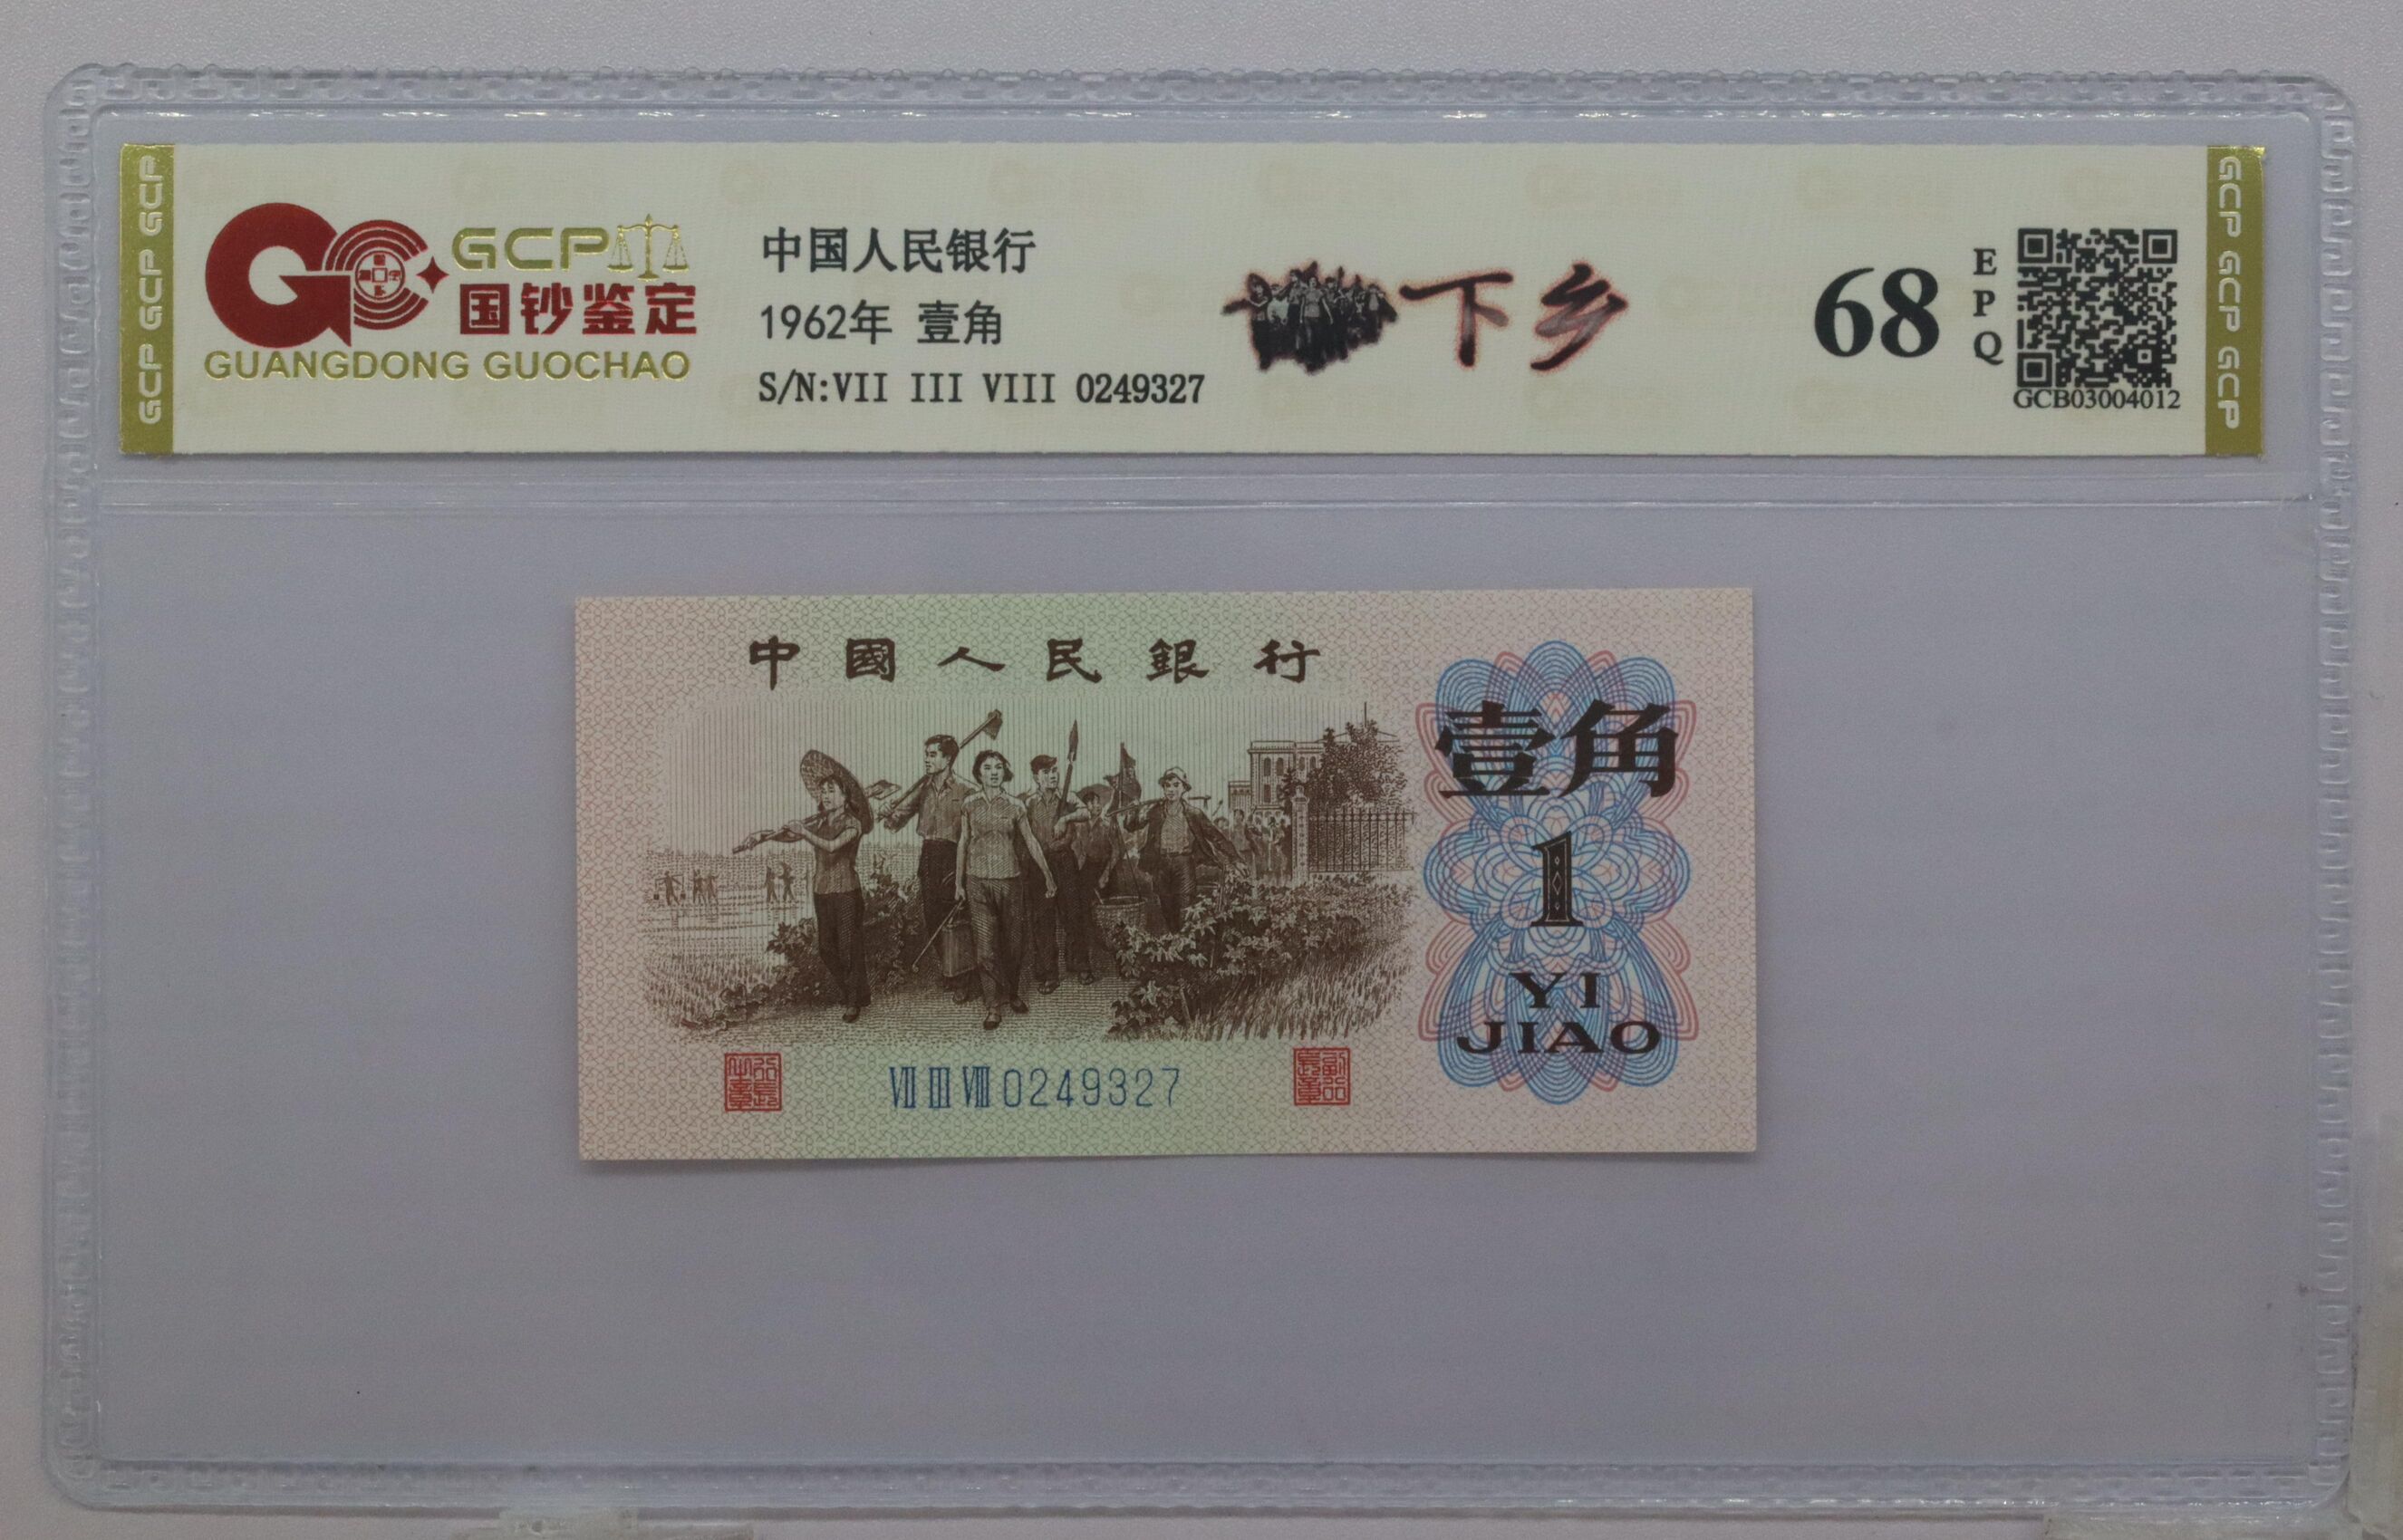 GCP GCP GCP
GCP
国钞鉴定
GUANGDONG GUOCHAO
中国人民银行
1962年 壹角
S/N:VII III VIII 0249327
下乡
68
EPQ
GCB03004012
GCP GCP GCP
中國人民銀行
壹角
1
YI
JIAO
VII III VIII 0249327